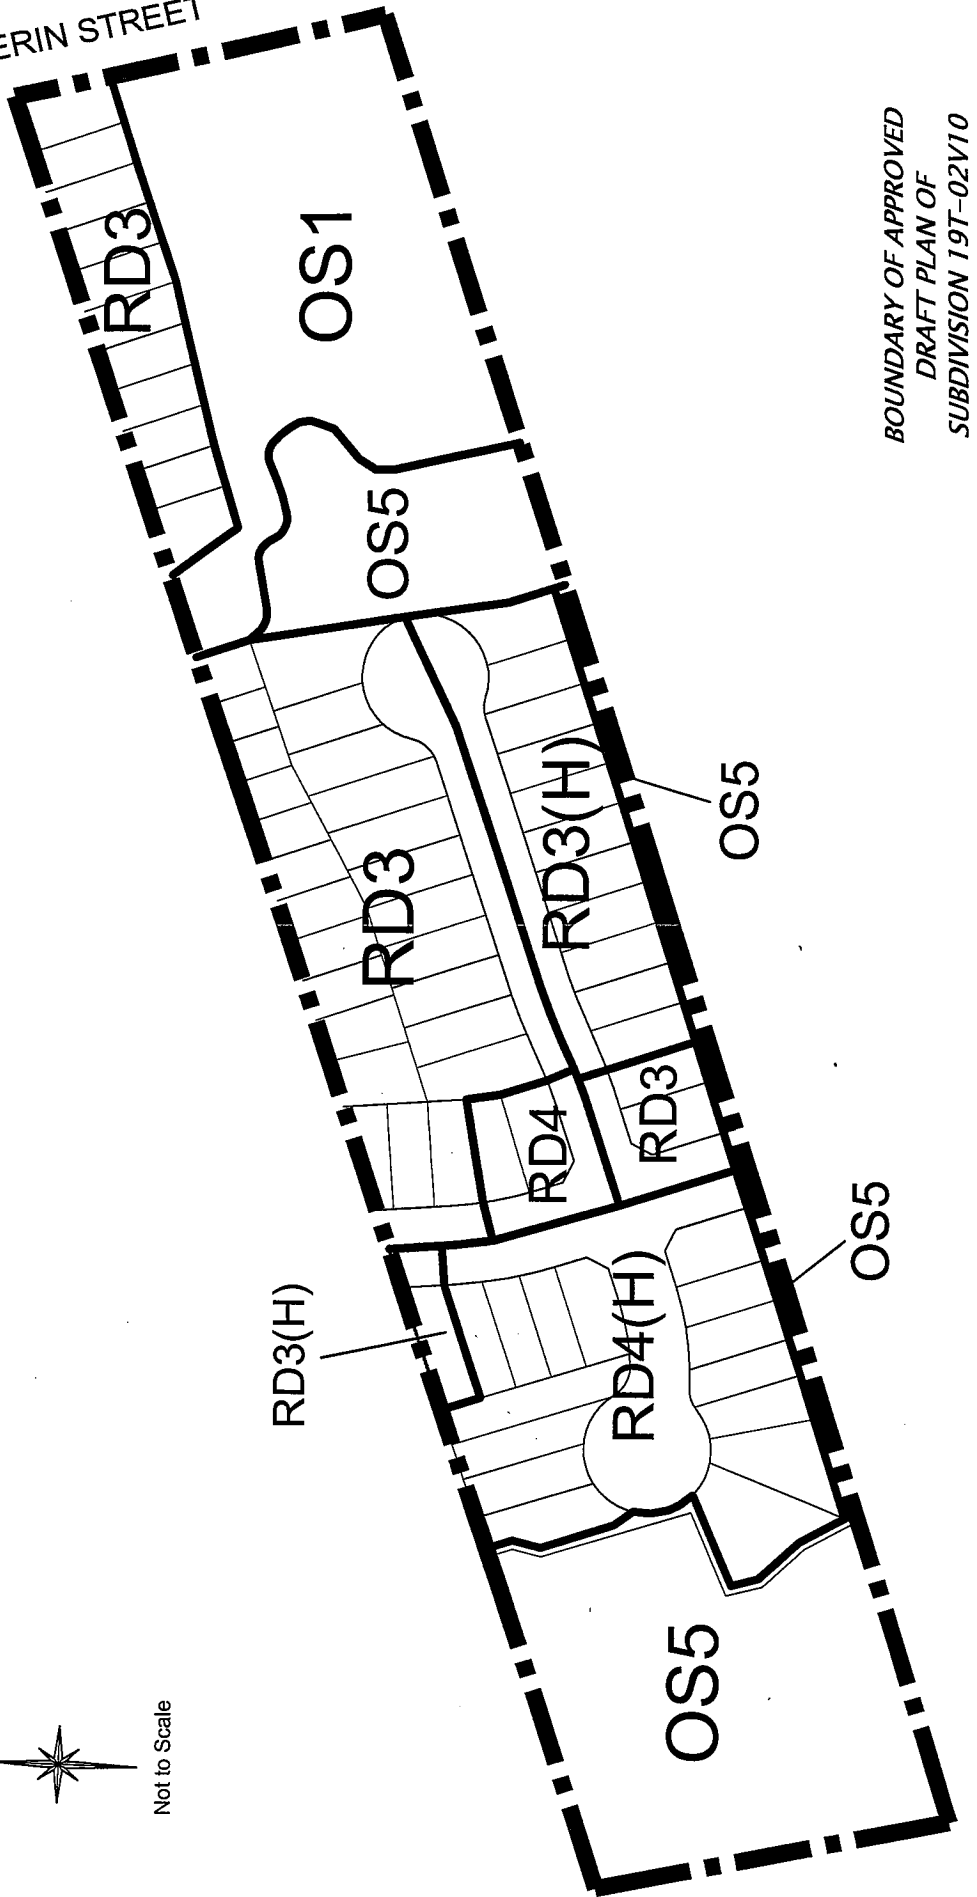 ERIN STREET
RD3
OS1
OS5
RD3
RD3(H)
OS5
RD4
RD3
OS5
RD3(H)
RD4(H)
OS5
Not to Scale
BOUNDARY OF APPROVED
DRAFT PLAN OF
SUBDIVISION 19T-02V10